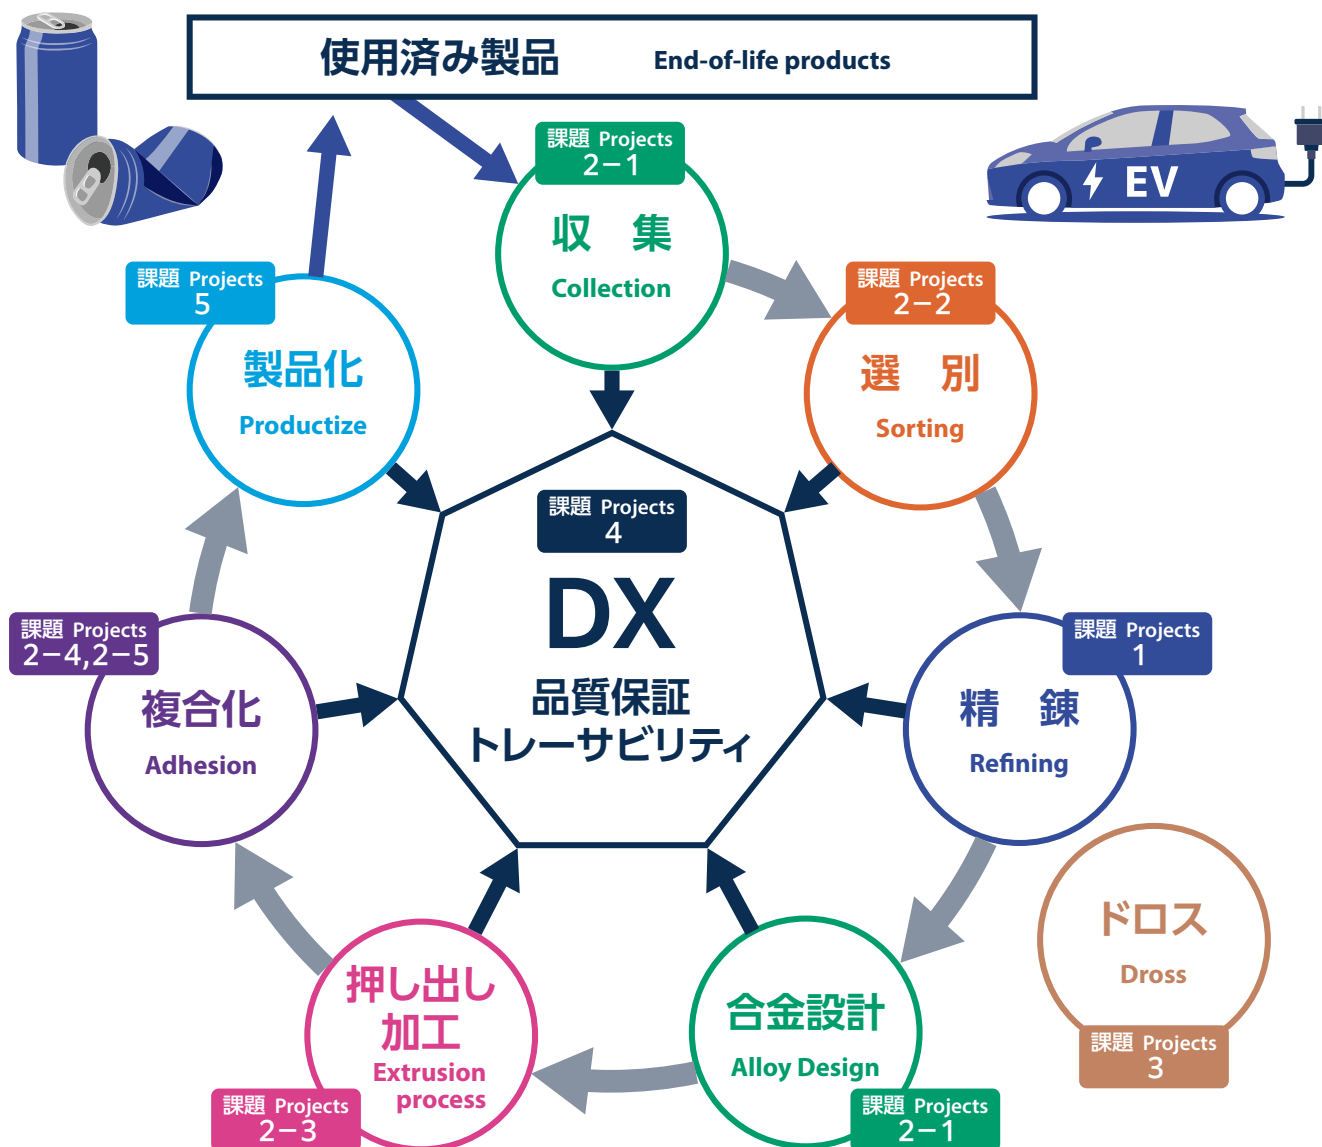 使用済み製品 End-of-life products
課題 Projects
2−1
収 集
Collection
EV
課題 Projects
2−2
選 別
Sorting
課題 Projects
5
製品化
Productize
課題 Projects
4
DX
品質保証
トレーサビリティ
課題 Projects
2−4,2−5
複合化
Adhesion
課題 Projects
1
精 錬
Refining
ドロス
Dross
課題 Projects
3
押し出し
加工
Extrusion
process
課題 Projects
2−3
合金設計
Alloy Design
課題 Projects
2−1